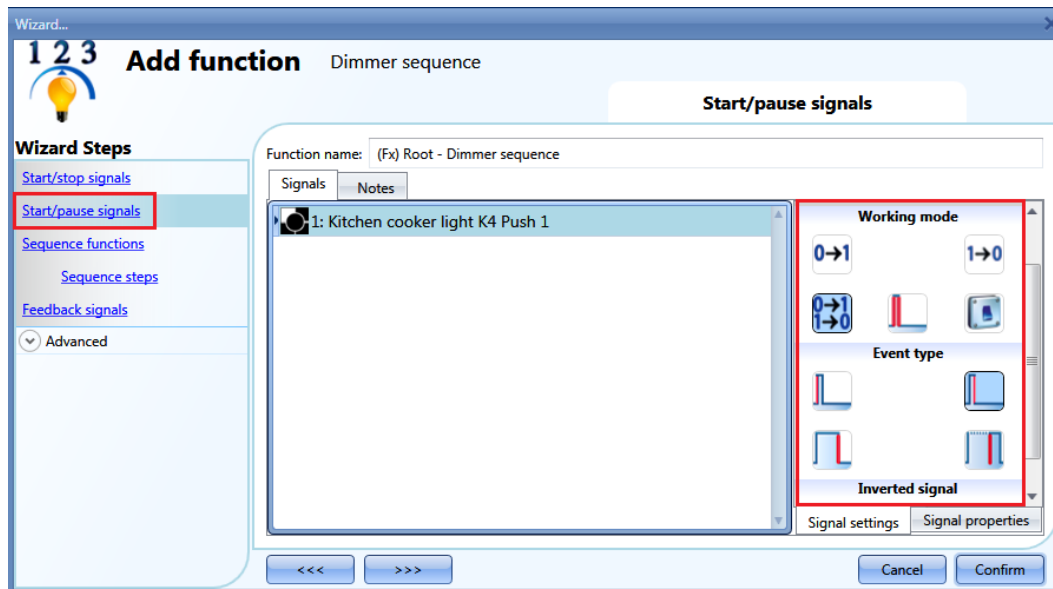 Wizard...
1 2 3
Add function Dimmer sequence
Start/pause signals
Wizard Steps
Start/stop signals
Start/pause signals
Sequence functions
Sequence steps
Feedback signals
Advanced
Function name: (Fx) Root - Dimmer sequence
Signals Notes
1: Kitchen cooker light K4 Push 1
Working mode
0→1 1→0
0→1
1→0
Event type
Inverted signal
Signal settings Signal properties
<<< >>> Cancel Confirm